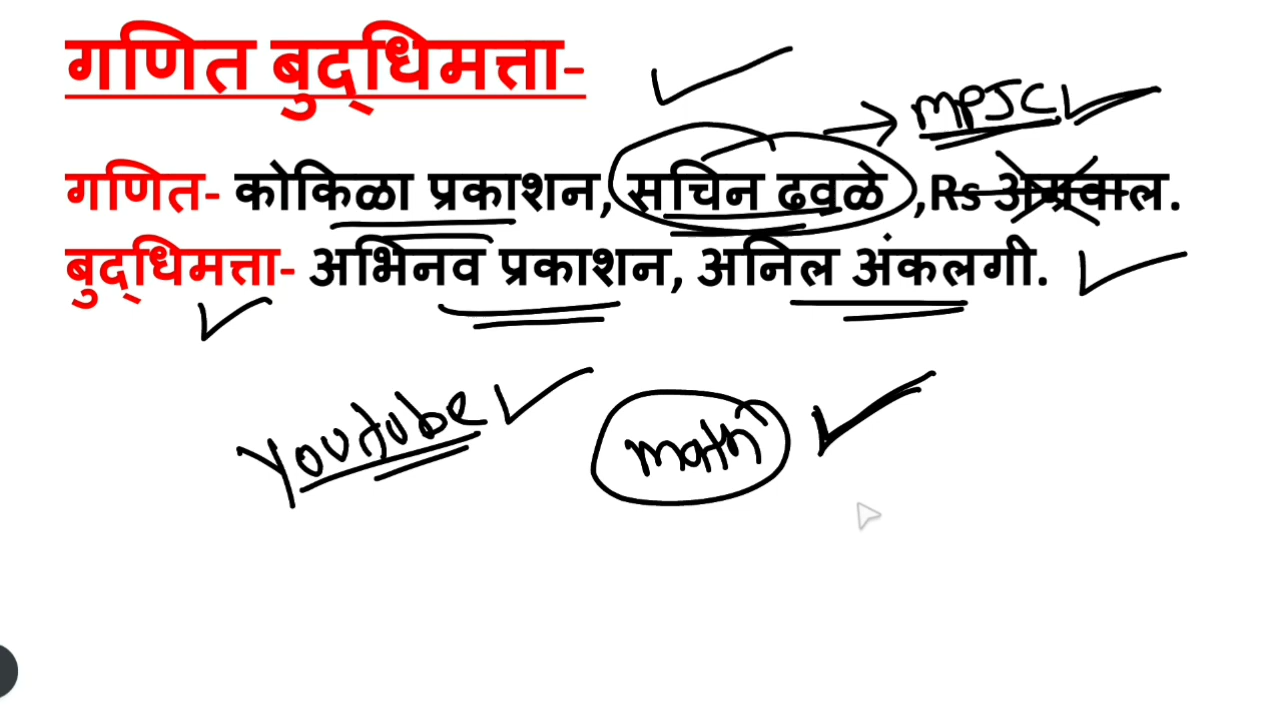 गणित बुद्धिमत्ता-
MPSC
गणित- कोकिळा प्रकाशन, सचिन ढवळे ,Rs अग्रवाल.
बुद्धिमत्ता- अभिनव प्रकाशन, अनिल अंकलगी.
Youtube math